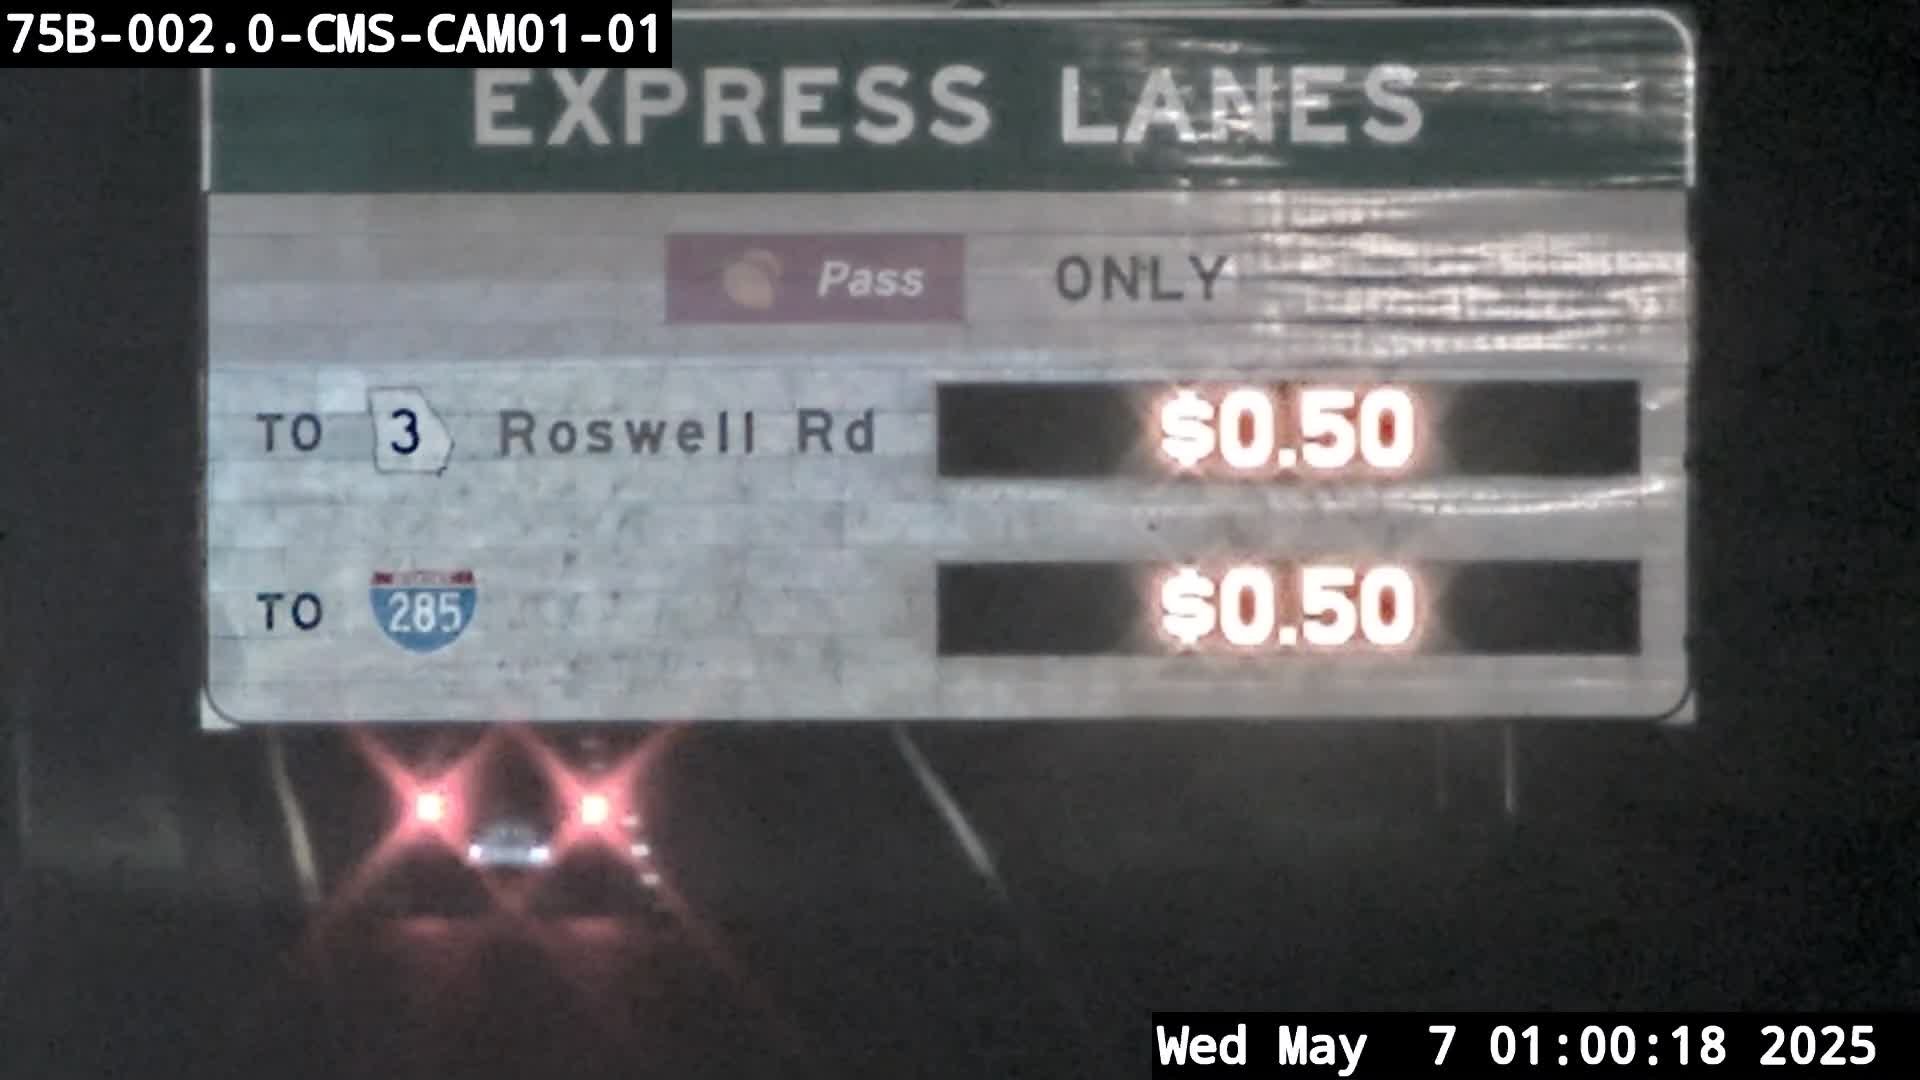 75B-002.0-CMS-CAM01-01
EXPRESS LANES
Pass ONLY
TO 3 Roswell Rd $0.50
TO 285 $0.50
Wed May 7 01:00:18 2025